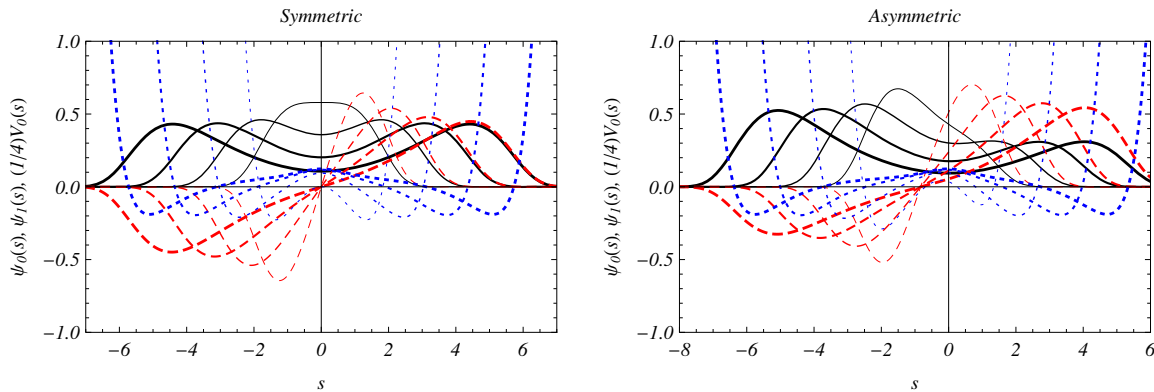 Symmetric
1.0
0.5
0.0
−0.5
−1.0
ψ0(s), ψ1(s), (1/4)V0(s)
−6 −4 −2 0 2 4 6
s
Asymmetric
1.0
0.5
0.0
−0.5
−1.0
ψ0(s), ψ1(s), (1/4)V0(s)
−8 −6 −4 −2 0 2 4 6
s